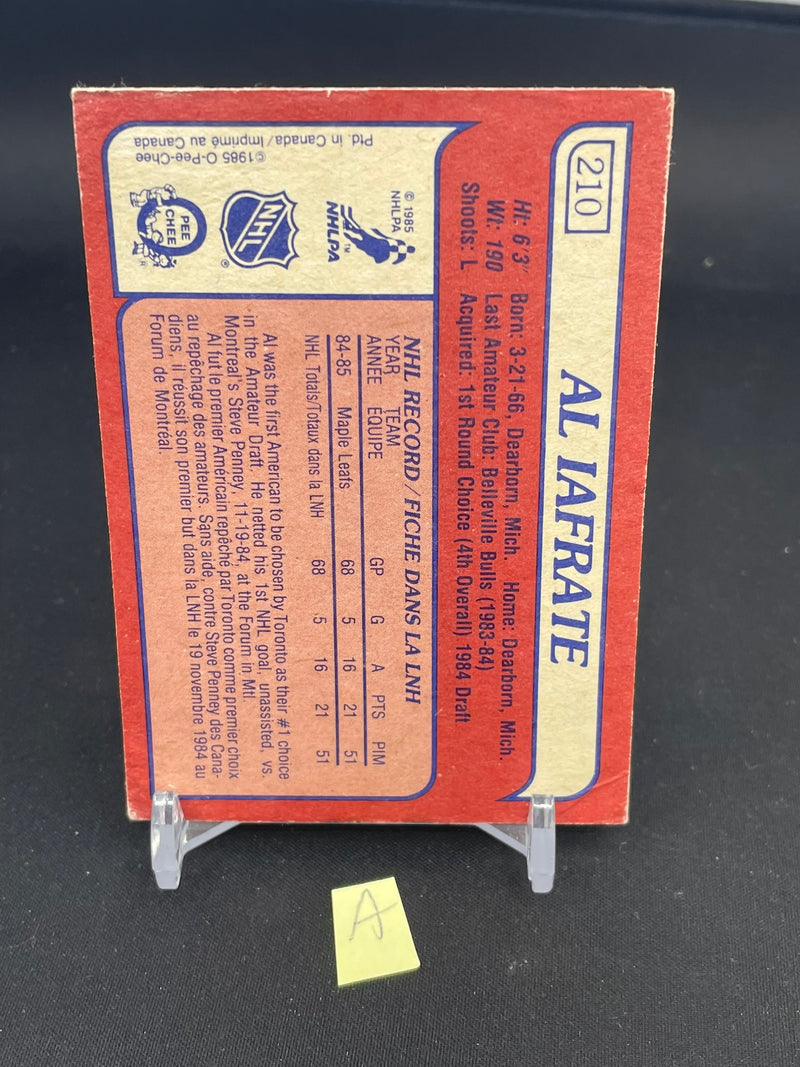 210
AL IAFRATE
Ht: 6'3" Born: 3-21-66, Dearborn, Mich. Home: Dearborn, Mich.
Wt: 190 Last Amateur Club: Belleville Bulls (1983-84)
Shoots: L Acquired: 1st Round Choice (4th Overall) 1984 Draft
© 1985
NHLPA
NHLPA
TM
NHL
®
O
PEE
CHEE
®
©1985 O-Pee-Chee
Ptd. in Canada/Imprimé au Canada
NHL RECORD/FICHE DANS LA LNH
YEAR TEAM
ANNEE EQUIPE GP G A PTS PIM
84-85 Maple Leafs 68 5 16 21 51
NHL Totals/Totaux dans la LNH 68 5 16 21 51
Al was the first American to be chosen by Toronto as their #1 choice
in the Amateur Draft. He netted his 1st NHL goal, unassisted, vs.
Montreal's Steve Penney, 11-19-84, at the Forum in Mtl.
Al fut le premier Américain repêché par Toronto comme premier choix
au repêchage des amateurs. Sans aide, contre Steve Penney des Cana-
diens, il réussit son premier but dans la LNH le 19 novembre 1984 au
Forum de Montréal.
A